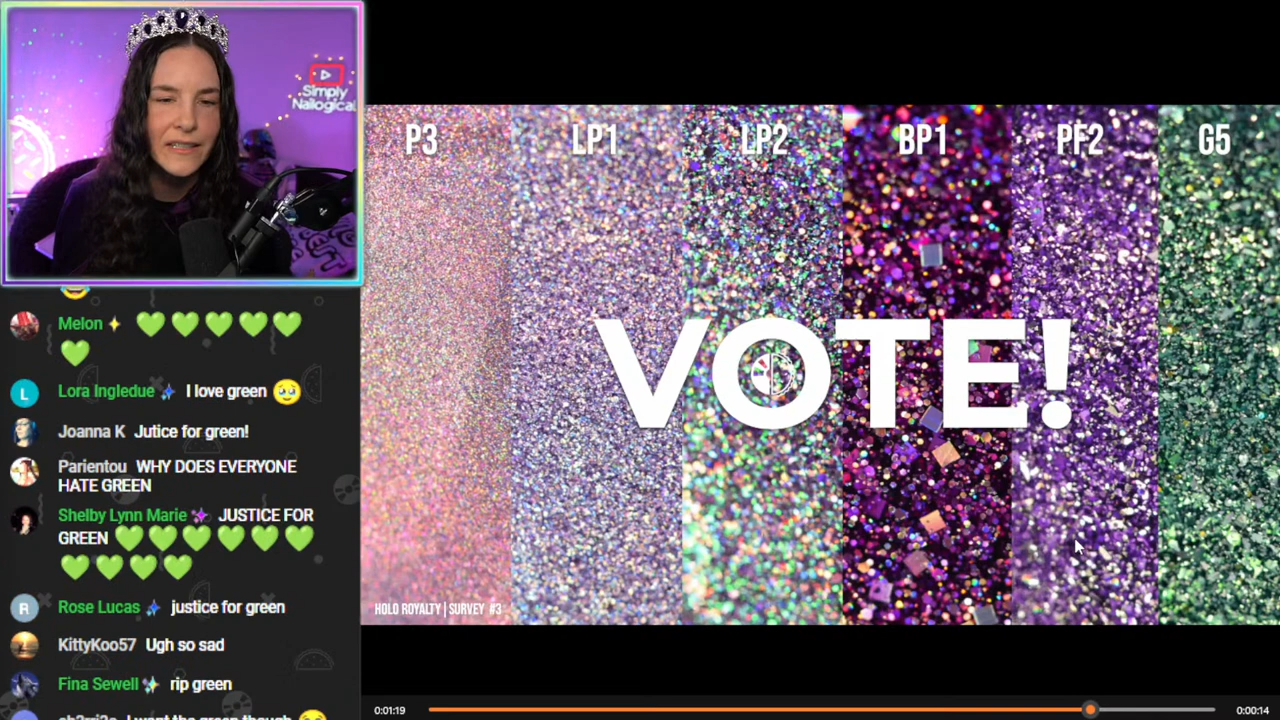 Simply
Nailogical
P3 LP1 LP2 BP1 PF2 G5
VOTE!
HOLO ROYALTY | SURVEY #3
Melon
Lora Ingledue I love green
Joanna K Jutice for green!
Parientou WHY DOES EVERYONE
HATE GREEN
Shelby Lynn Marie JUSTICE FOR
GREEN
R Rose Lucas justice for green
KittyKoo57 Ugh so sad
Fina Sewell rip green
I want the green though
L
0:01:19
0:00:14